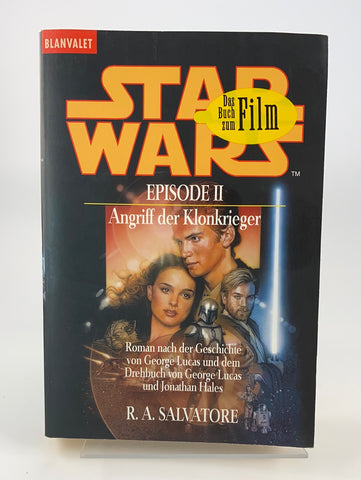 BLANVALET
STAR
WARS
TM
Das
Buch
zum
Film
EPISODE II
Angriff der Klonkrieger
Roman nach der Geschichte
von George Lucas und dem
Drehbuch von George Lucas
und Jonathan Hales
R. A. SALVATORE